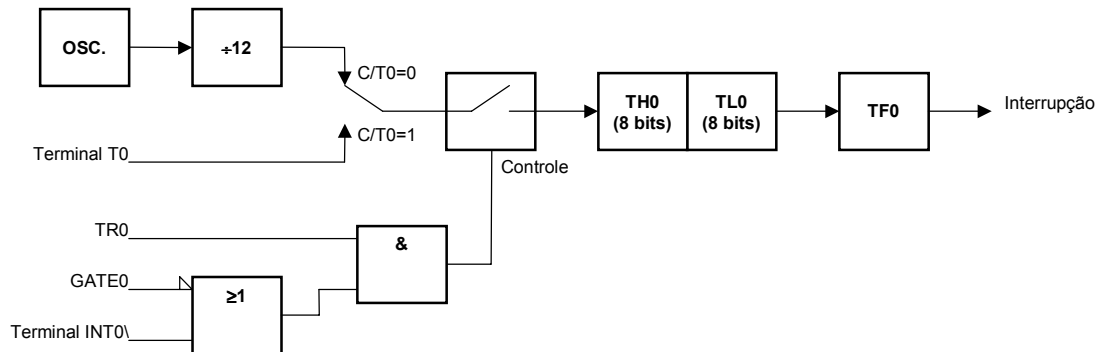 OSC.
÷12
C/T0=0
C/T0=1
Terminal T0
Controle
TH0
(8 bits)
TL0
(8 bits)
TF0
Interrupção
TR0
&
GATE0
≥1
Terminal INT0\